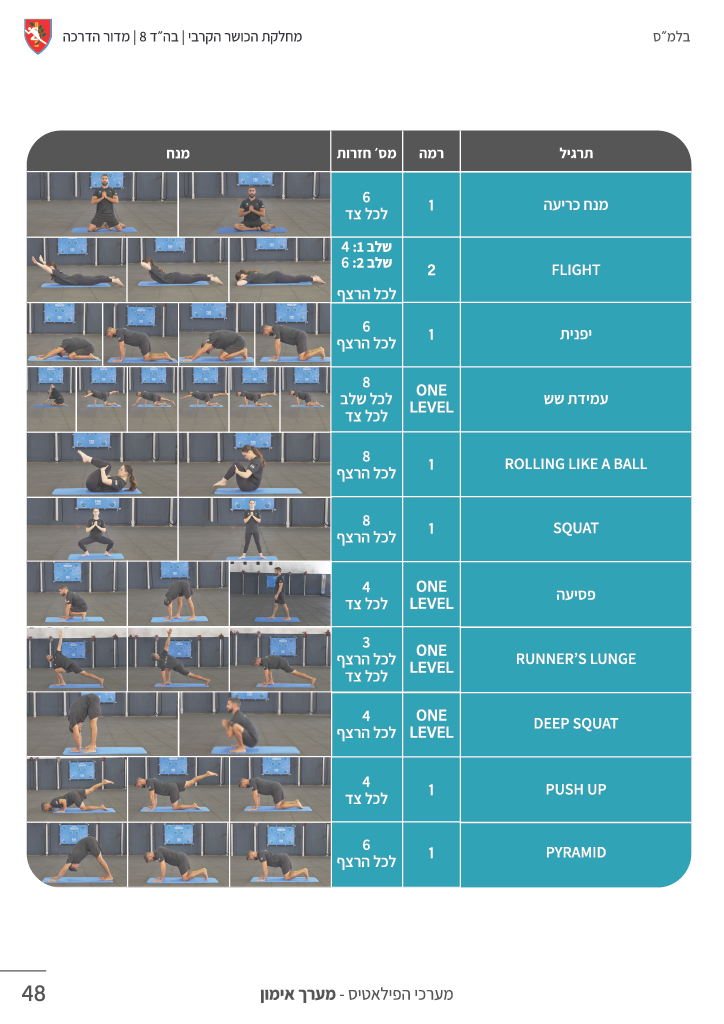 מחלקת הכושר הקרבי | בה״ד 8 | מדור הדרכה
בלמ״ס
תרגיל
רמה
מס׳ חזרות
מנח
מנח כריעה
1
6
לכל צד
FLIGHT
2
שלב 1: 4
שלב 2: 6
לכל הרצף
יפנית
1
6
לכל הרצף
עמידת שש
ONE
LEVEL
8
לכל שלב
לכל צד
ROLLING LIKE A BALL
1
8
לכל הרצף
SQUAT
1
8
לכל הרצף
פסיעה
ONE
LEVEL
4
לכל צד
RUNNER’S LUNGE
ONE
LEVEL
3
לכל הרצף
לכל צד
DEEP SQUAT
ONE
LEVEL
4
לכל הרצף
PUSH UP
1
4
לכל צד
PYRAMID
1
6
לכל הרצף
מערכי הפילאטיס - מערך אימון
48